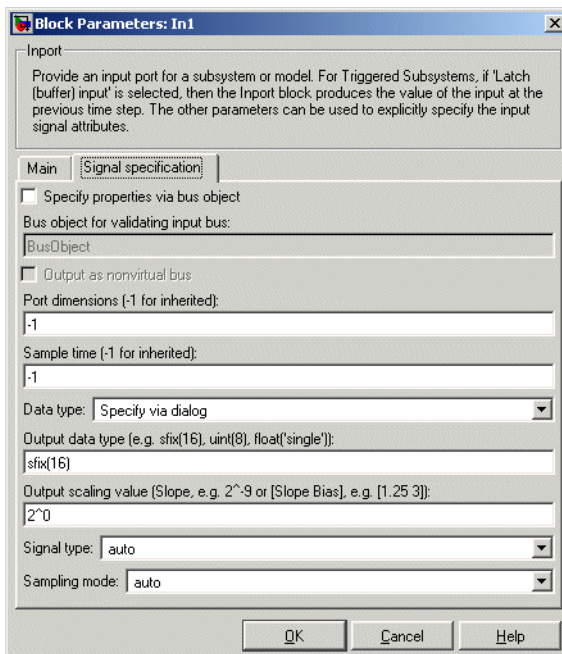 Block Parameters: In1
Inport
Provide an input port for a subsystem or model. For Triggered Subsystems, if 'Latch
(buffer) input' is selected, then the Inport block produces the value of the input at the
previous time step. The other parameters can be used to explicitly specify the input
signal attributes.
Main Signal specification
Specify properties via bus object
Bus object for validating input bus:
BusObject
Output as nonvirtual bus
Port dimensions (-1 for inherited):
-1
Sample time (-1 for inherited):
-1
Data type: Specify via dialog
Output data type (e.g. sfix(16), uint(8), float('single')):
sfix(16)
Output scaling value (Slope, e.g. 2^-9 or [Slope Bias], e.g. [1.25 3]):
2^0
Signal type: auto
Sampling mode: auto
OK Cancel Help